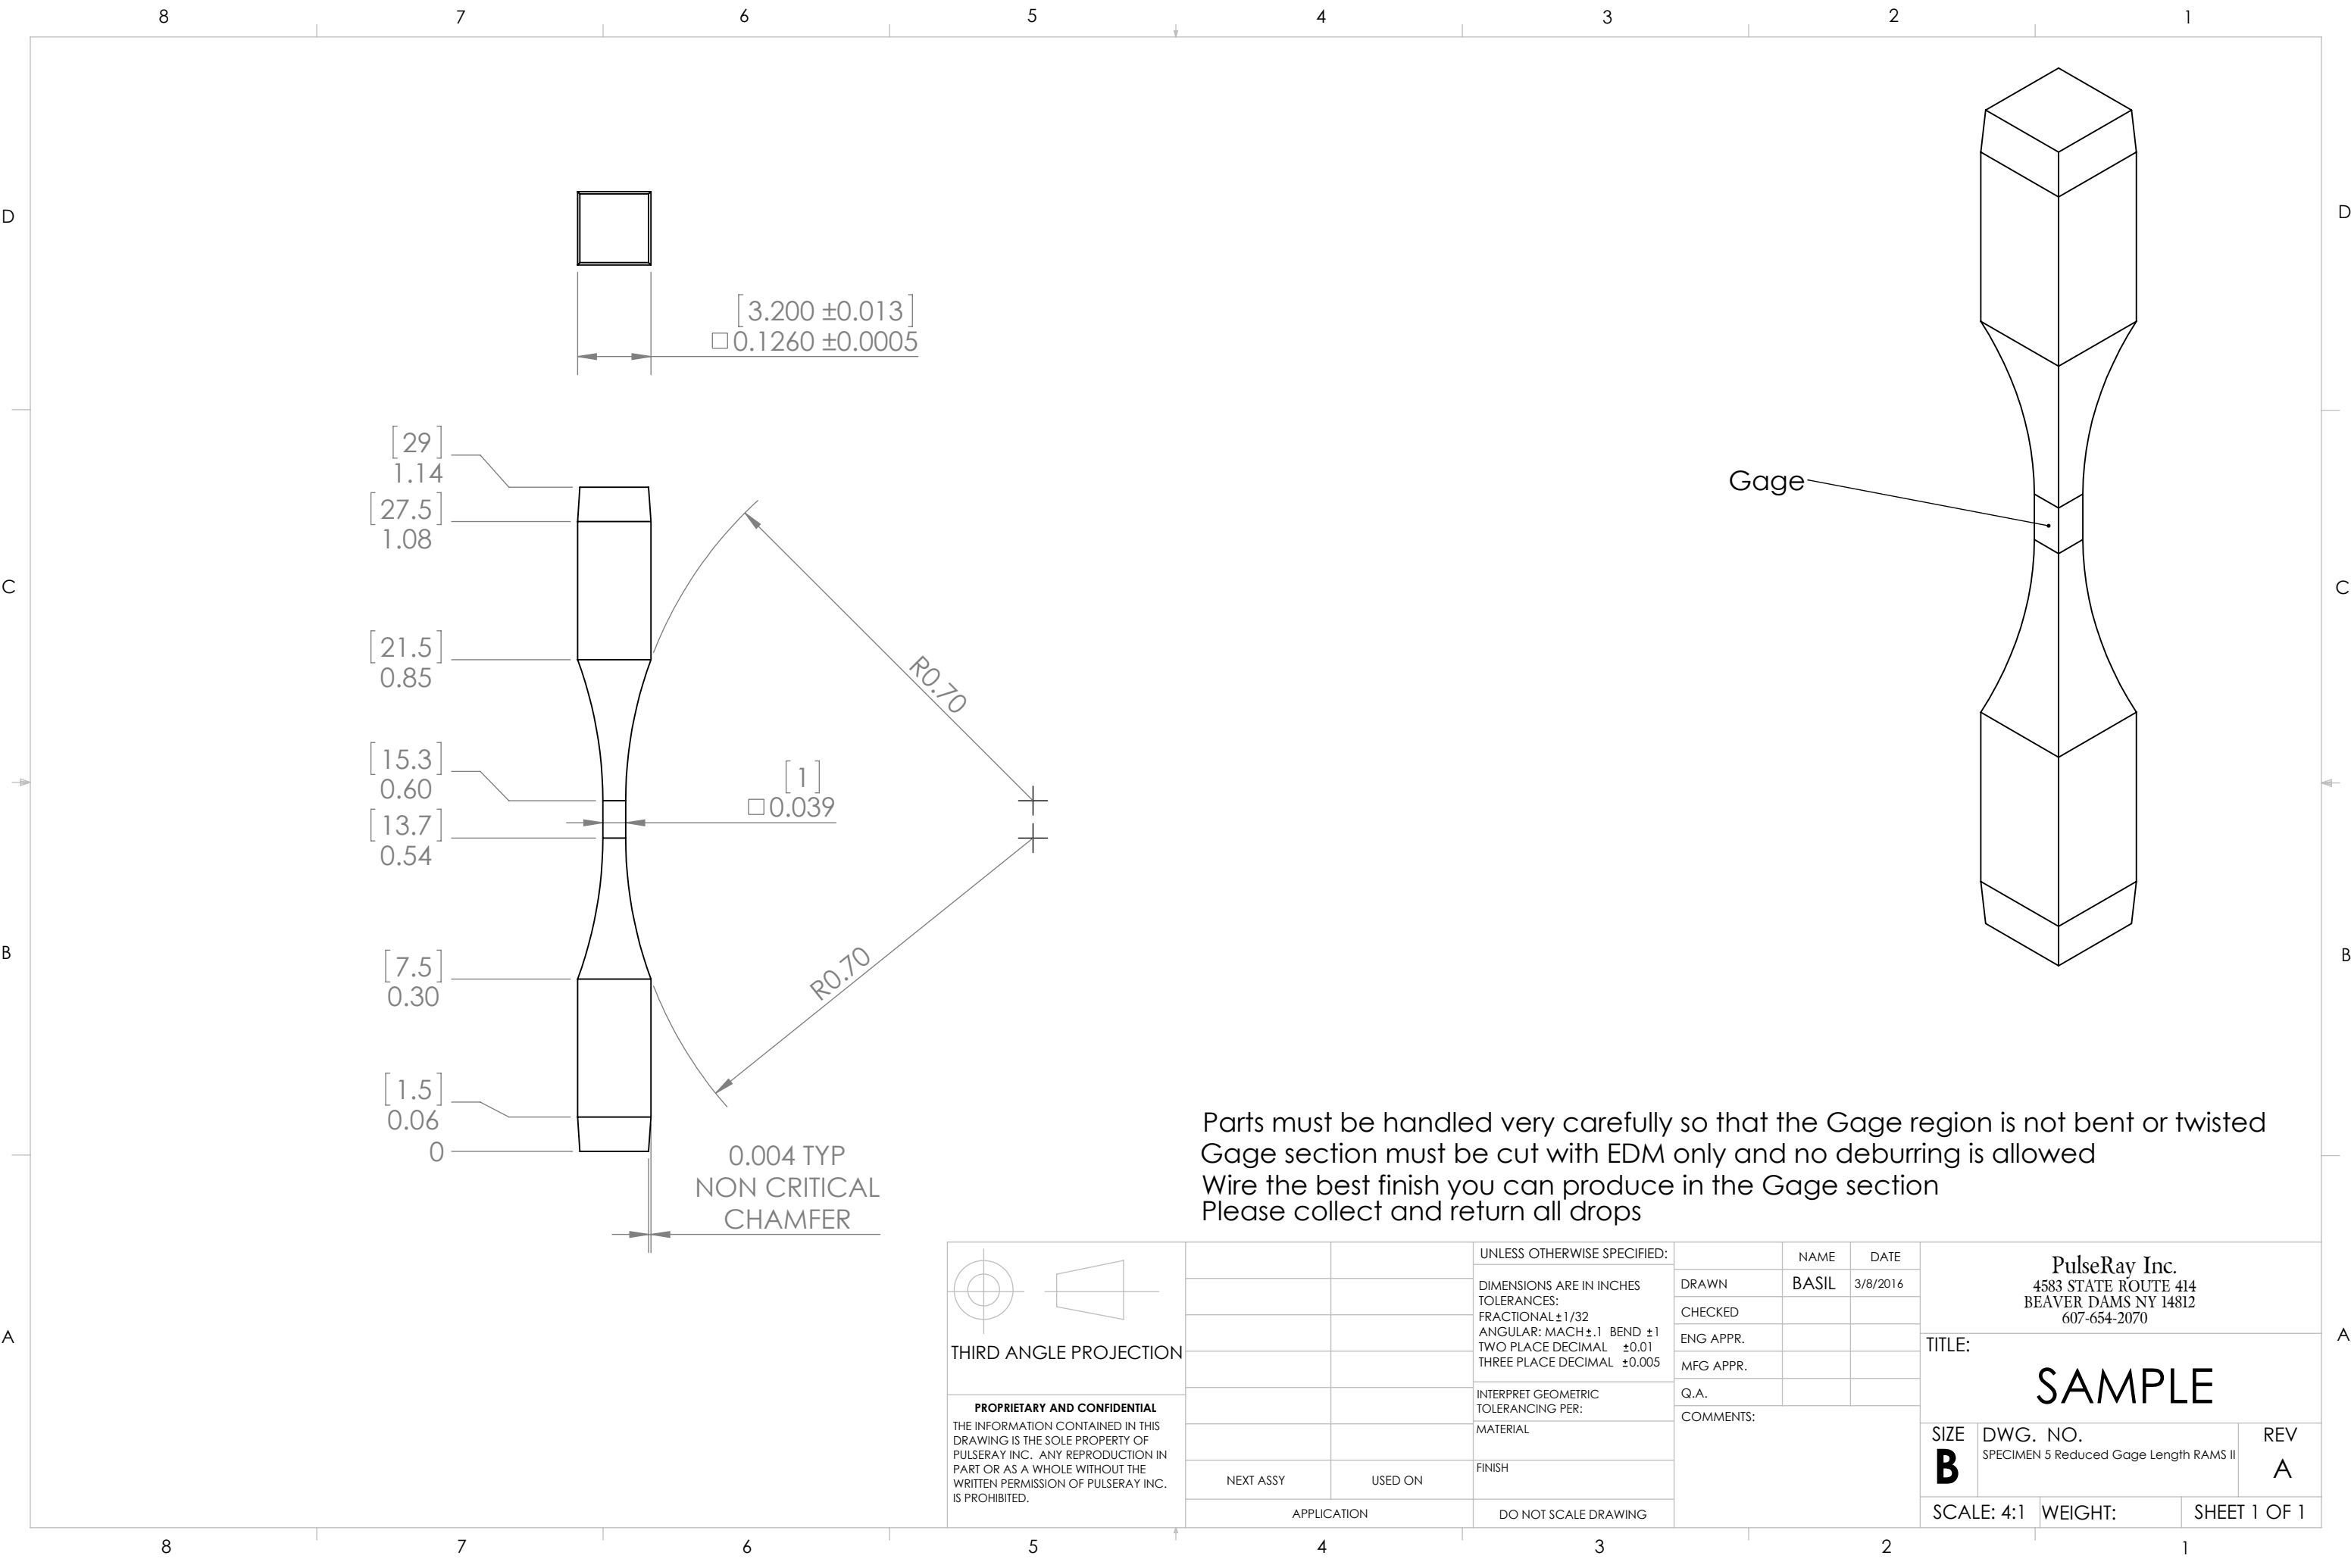 8 7 6 5 4 3 2 1
D D
[3.200 ±0.013]
□0.1260 ±0.0005
[29]
1.14
[27.5]
1.08
[21.5]
0.85
[15.3]
0.60
[13.7]
0.54
[7.5]
0.30
[1.5]
0.06
0
R0.70
[1]
□0.039
R0.70
0.004 TYP
NON CRITICAL
CHAMFER
Gage
C C
B B
A A
Parts must be handled very carefully so that the Gage region is not bent or twisted
Gage section must be cut with EDM only and no deburring is allowed
Wire the best finish you can produce in the Gage section
Please collect and return all drops
THIRD ANGLE PROJECTION
PROPRIETARY AND CONFIDENTIAL
THE INFORMATION CONTAINED IN THIS
DRAWING IS THE SOLE PROPERTY OF
PULSERAY INC. ANY REPRODUCTION IN
PART OR AS A WHOLE WITHOUT THE
WRITTEN PERMISSION OF PULSERAY INC.
IS PROHIBITED.
NEXT ASSY USED ON
APPLICATION
UNLESS OTHERWISE SPECIFIED:
DIMENSIONS ARE IN INCHES
TOLERANCES:
FRACTIONAL±1/32
ANGULAR: MACH±.1 BEND ±1
TWO PLACE DECIMAL ±0.01
THREE PLACE DECIMAL ±0.005
INTERPRET GEOMETRIC
TOLERANCING PER:
MATERIAL
FINISH
DO NOT SCALE DRAWING
NAME DATE
DRAWN BASIL 3/8/2016
CHECKED
ENG APPR.
MFG APPR.
Q.A.
COMMENTS:
PulseRay Inc.
4583 STATE ROUTE 414
BEAVER DAMS NY 14812
607-654-2070
TITLE:
SAMPLE
SIZE DWG. NO. REV
B SPECIMEN 5 Reduced Gage Length RAMS II A
SCALE: 4:1 WEIGHT: SHEET 1 OF 1
8 7 6 5 4 3 2 1